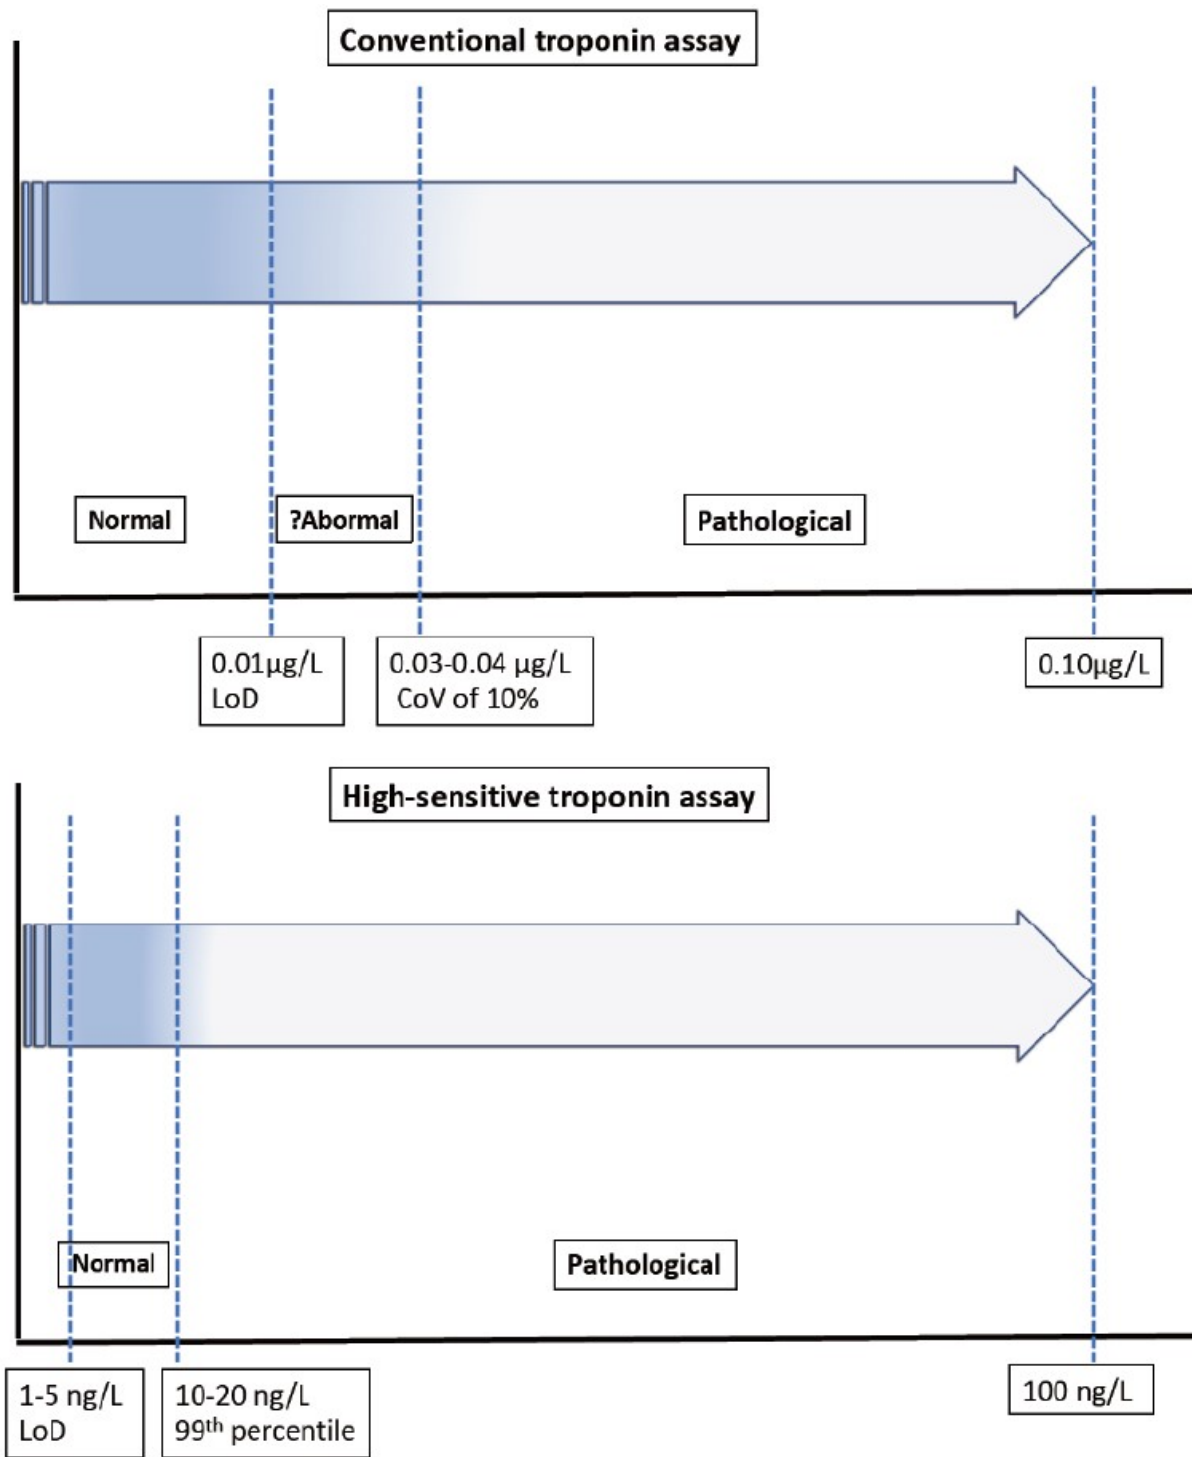 Conventional troponin assay
Normal
?Abormal
Pathological
0.01µg/L
LoD
0.03-0.04 µg/L
CoV of 10%
0.10µg/L
High-sensitive troponin assay
Normal
Pathological
1-5 ng/L
LoD
10-20 ng/L
99th percentile
100 ng/L